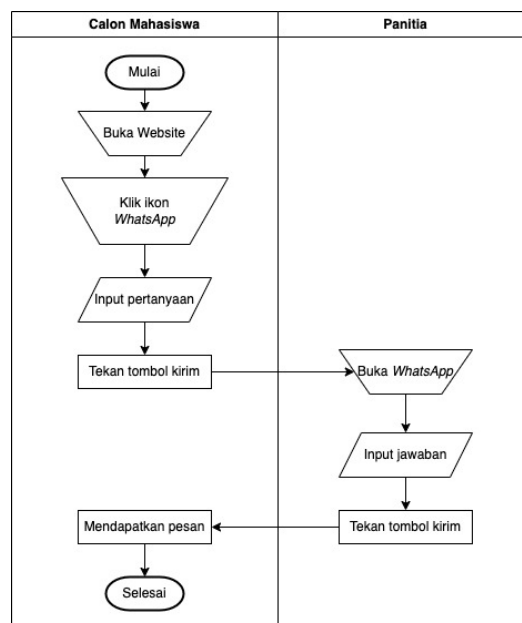 Calon Mahasiswa
Panitia
Mulai
Buka Website
Klik ikon
WhatsApp
Input pertanyaan
Tekan tombol kirim
Buka WhatsApp
Input jawaban
Tekan tombol kirim
Mendapatkan pesan
Selesai